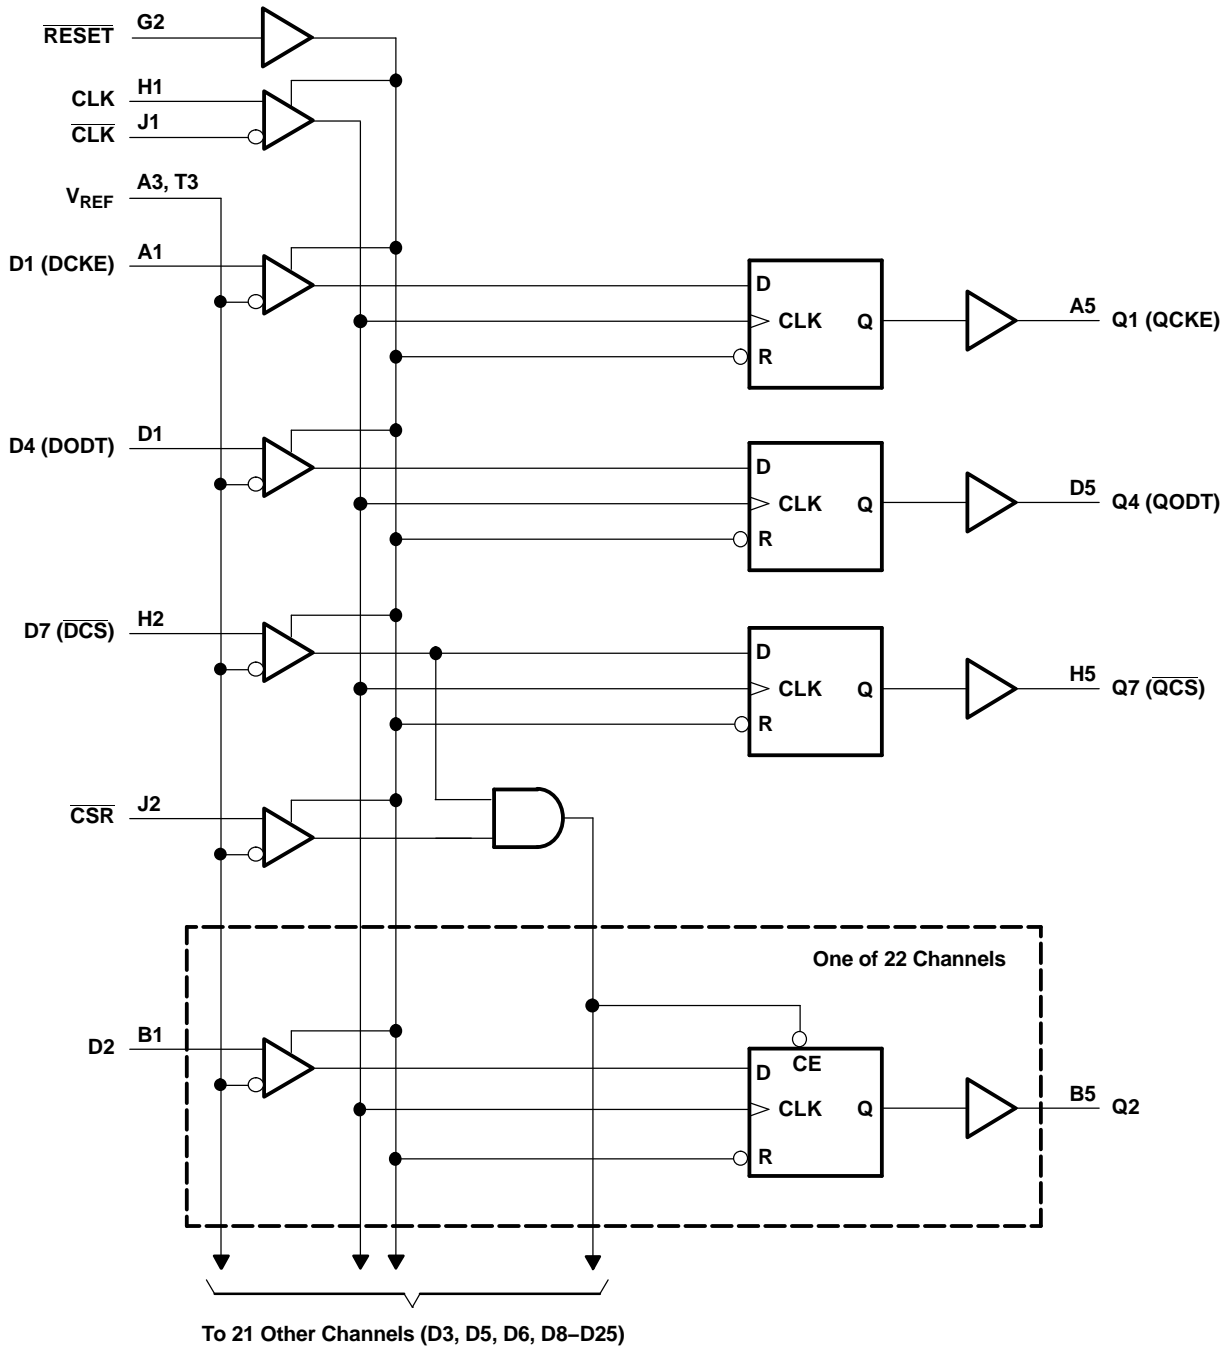 RESET G2
CLK H1
CLK J1
VREF A3, T3
D1 (DCKE) A1
D
CLK Q
R
A5 Q1 (QCKE)
D4 (DODT) D1
D
CLK Q
R
D5 Q4 (QODT)
D7 (DCS) H2
D
CLK Q
R
H5 Q7 (QCS)
CSR J2
One of 22 Channels
D2 B1
CE
D
CLK Q
R
B5 Q2
To 21 Other Channels (D3, D5, D6, D8–D25)